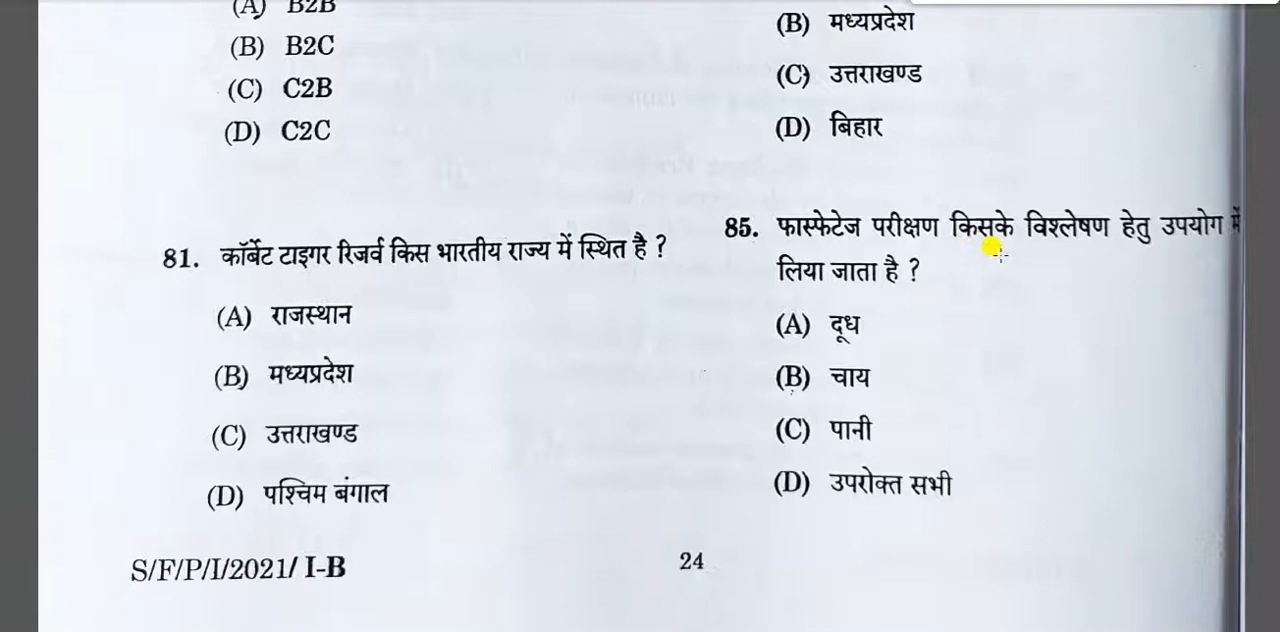 (A) B2B
(B) B2C
(C) C2B
(D) C2C
81. कॉर्बेट टाइगर रिजर्व किस भारतीय राज्य में स्थित है ?
(A) राजस्थान
(B) मध्यप्रदेश
(C) उत्तराखण्ड
(D) पश्चिम बंगाल
(B) मध्यप्रदेश
(C) उत्तराखण्ड
(D) बिहार
85. फास्फेटेज परीक्षण किसके विश्लेषण हेतु उपयोग में
लिया जाता है ?
(A) दूध
(B) चाय
(C) पानी
(D) उपरोक्त सभी
S/F/P/I/2021/ I-B
24